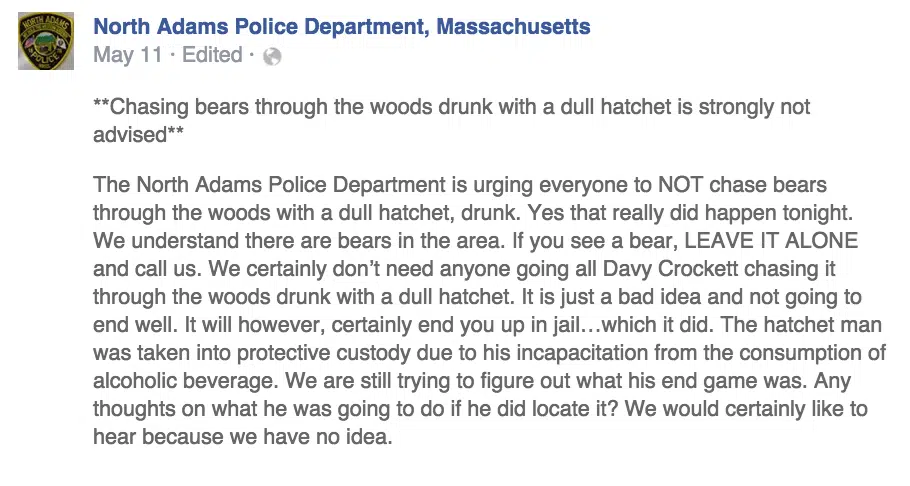 North Adams Police Department, Massachusetts
May 11 · Edited ·
**Chasing bears through the woods drunk with a dull hatchet is strongly not
advised**
The North Adams Police Department is urging everyone to NOT chase bears
through the woods with a dull hatchet, drunk. Yes that really did happen tonight.
We understand there are bears in the area. If you see a bear, LEAVE IT ALONE
and call us. We certainly don’t need anyone going all Davy Crockett chasing it
through the woods drunk with a dull hatchet. It is just a bad idea and not going to
end well. It will however, certainly end you up in jail…which it did. The hatchet man
was taken into protective custody due to his incapacitation from the consumption of
alcoholic beverage. We are still trying to figure out what his end game was. Any
thoughts on what he was going to do if he did locate it? We would certainly like to
hear because we have no idea.